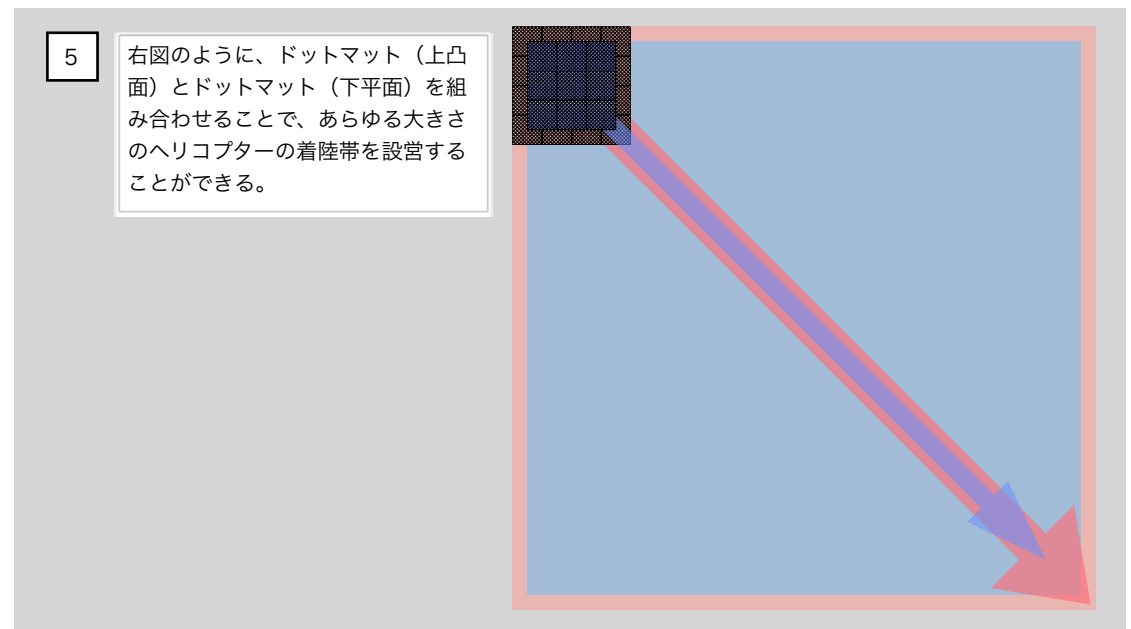 5
右図のように、ドットマット（上凸
面）とドットマット（下平面）を組
み合わせることで、あらゆる大きさ
のヘリコプターの着陸帯を設営する
ことができる。